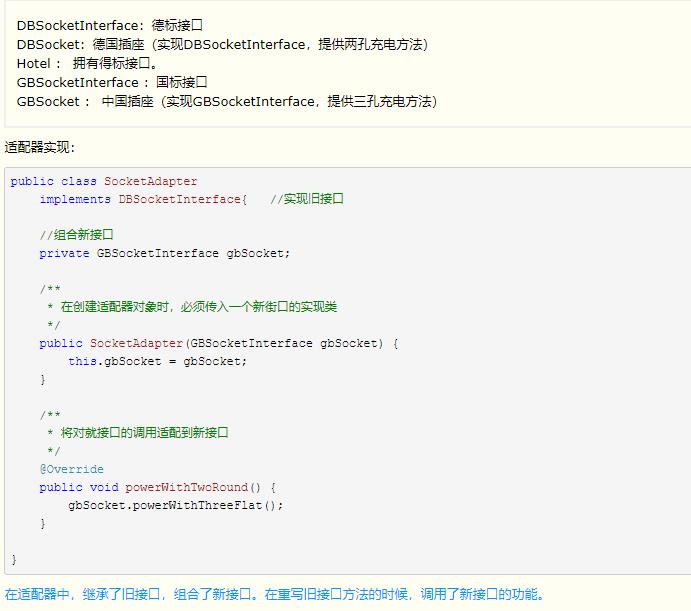 DBSocketInterface：德标接口
DBSocket：德国插座（实现DBSocketInterface，提供两孔充电方法）
Hotel ： 拥有得标接口。
GBSocketInterface ：国标接口
GBSocket ： 中国插座（实现GBSocketInterface，提供三孔充电方法）
适配器实现：
public class SocketAdapter
    implements DBSocketInterface{   //实现旧接口
    //组合新接口
    private GBSocketInterface gbSocket;
    /**
     * 在创建适配器对象时，必须传入一个新街口的实现类
     */
    public SocketAdapter(GBSocketInterface gbSocket) {
        this.gbSocket = gbSocket;
    }
    /**
     * 将对就接口的调用适配到新接口
     */
    @Override
    public void powerWithTwoRound() {
        gbSocket.powerWithThreeFlat();
    }
}
在适配器中，继承了旧接口，组合了新接口。在重写旧接口方法的时候，调用了新接口的功能。